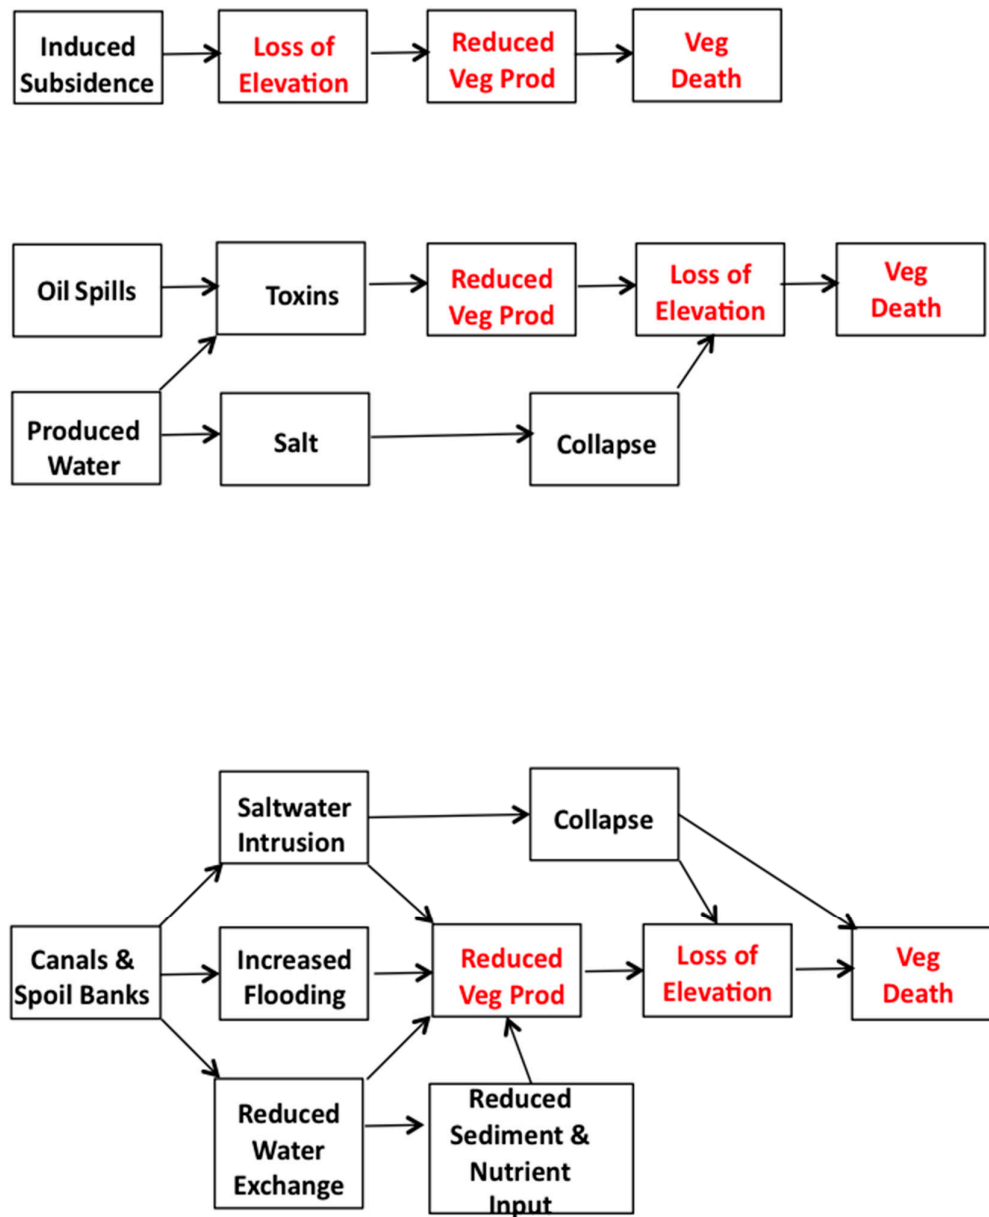 Induced
Subsidence
Loss of
Elevation
Reduced
Veg Prod
Veg
Death
Oil Spills
Toxins
Reduced
Veg Prod
Loss of
Elevation
Veg
Death
Produced
Water
Salt
Collapse
Saltwater
Intrusion
Collapse
Canals &
Spoil Banks
Increased
Flooding
Reduced
Veg Prod
Loss of
Elevation
Veg
Death
Reduced
Water
Exchange
Reduced
Sediment &
Nutrient
Input